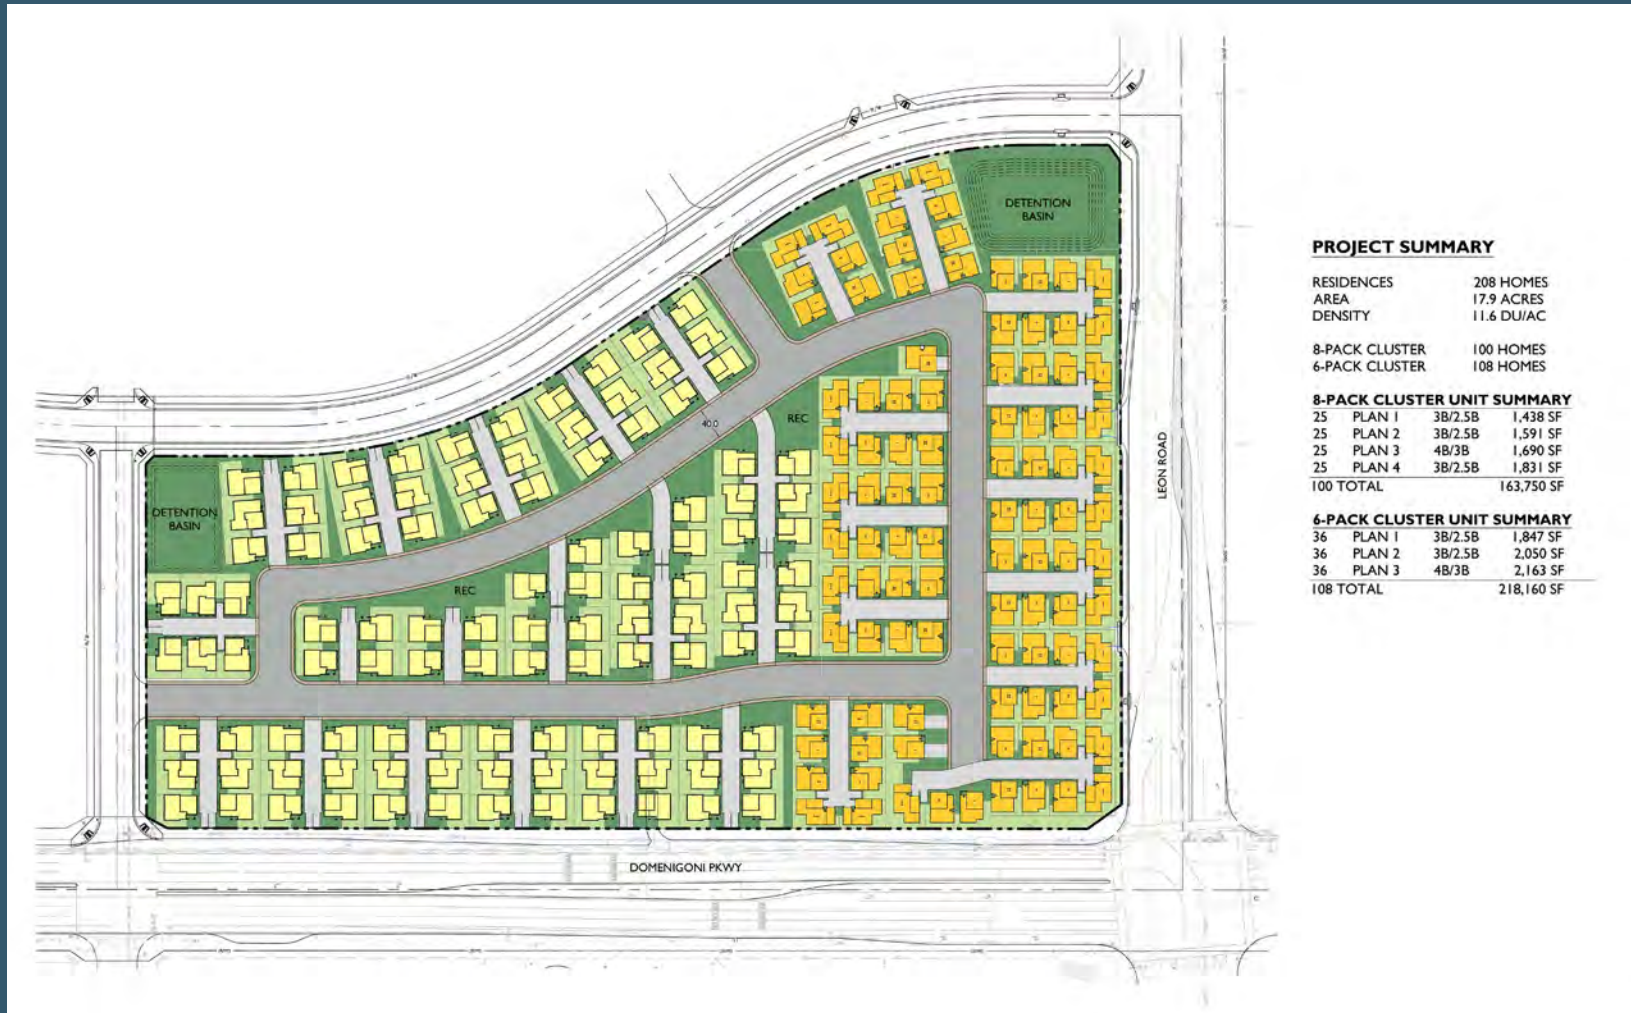 DETENTION
BASIN
REC
40.0
DETENTION
BASIN
REC
LEON ROAD
DOMENIGONI PKWY
PROJECT SUMMARY
RESIDENCES 208 HOMES
AREA 17.9 ACRES
DENSITY 11.6 DU/AC
8-PACK CLUSTER 100 HOMES
6-PACK CLUSTER 108 HOMES
8-PACK CLUSTER UNIT SUMMARY
25 PLAN 1 3B/2.5B 1,438 SF
25 PLAN 2 3B/2.5B 1,591 SF
25 PLAN 3 4B/3B 1,690 SF
25 PLAN 4 3B/2.5B 1,831 SF
100 TOTAL 163,750 SF
6-PACK CLUSTER UNIT SUMMARY
36 PLAN 1 3B/2.5B 1,847 SF
36 PLAN 2 3B/2.5B 2,050 SF
36 PLAN 3 4B/3B 2,163 SF
108 TOTAL 218,160 SF